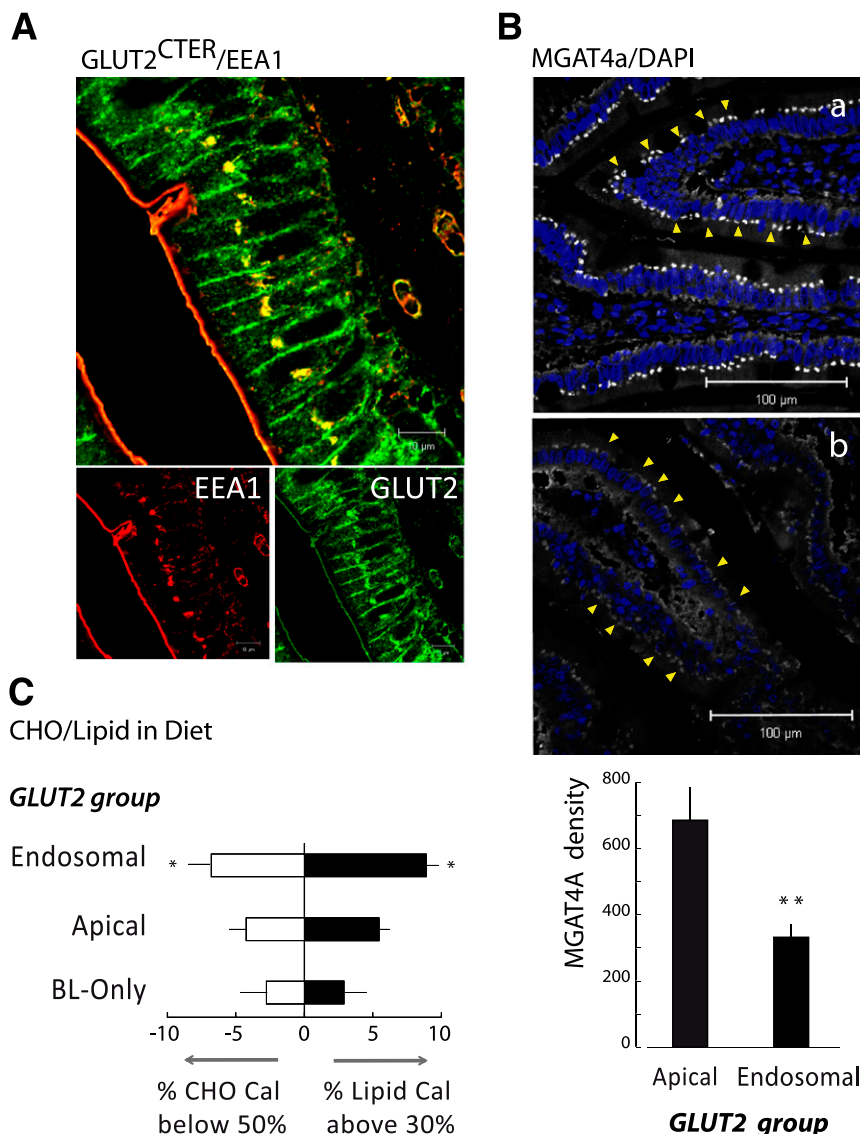 A
GLUT2CTER/EEA1
10 µm
EEA1
GLUT2
B
MGAT4a/DAPI
a
100 µm
b
100 µm
800
600
400
200
0
MGAT4A density
**
Apical Endosomal
GLUT2 group
C
CHO/Lipid in Diet
GLUT2 group
Endosomal
* *
Apical
BL-Only
-10 -5 0 5 10
% CHO Cal
below 50%
% Lipid Cal
above 30%